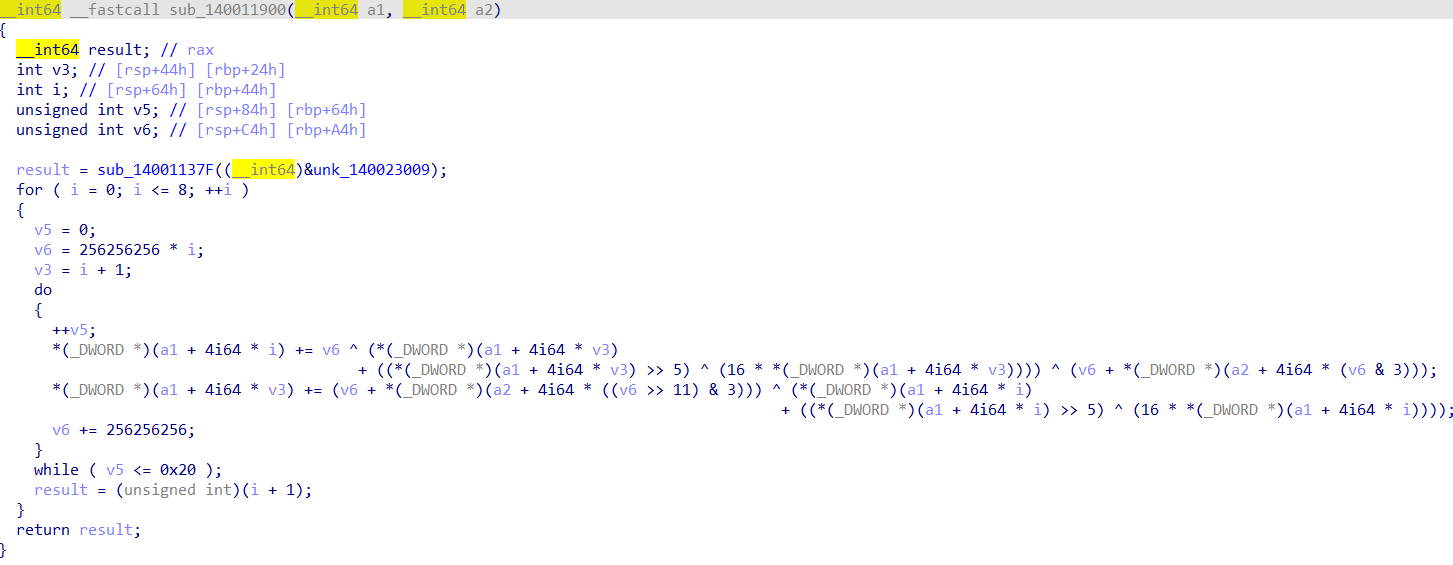 __int64 __fastcall sub_140011900(__int64 a1, __int64 a2)
{
  __int64 result; // rax
  int v3; // [rsp+44h] [rbp+24h]
  int i; // [rsp+64h] [rbp+44h]
  unsigned int v5; // [rsp+84h] [rbp+64h]
  unsigned int v6; // [rsp+C4h] [rbp+A4h]

  result = sub_14001137F((__int64)&unk_140023009);
  for ( i = 0; i <= 8; ++i )
  {
    v5 = 0;
    v6 = 256256256 * i;
    v3 = i + 1;
    do
    {
      ++v5;
      *(_DWORD *)(a1 + 4i64 * i) += v6 ^ (*(_DWORD *)(a1 + 4i64 * v3)
                                        + ((*(_DWORD *)(a1 + 4i64 * v3) >> 5) ^ (16 * *(_DWORD *)(a1 + 4i64 * v3)))) ^ (v6 + *(_DWORD *)(a2 + 4i64 * (v6 & 3)));
      *(_DWORD *)(a1 + 4i64 * v3) += (v6 + *(_DWORD *)(a2 + 4i64 * ((v6 >> 11) & 3))) ^ (*(_DWORD *)(a1 + 4i64 * i)
                                                                                       + ((*(_DWORD *)(a1 + 4i64 * i) >> 5) ^ (16 * *(_DWORD *)(a1 + 4i64 * i))));
      v6 += 256256256;
    }
    while ( v5 <= 0x20 );
    result = (unsigned int)(i + 1);
  }
  return result;
}